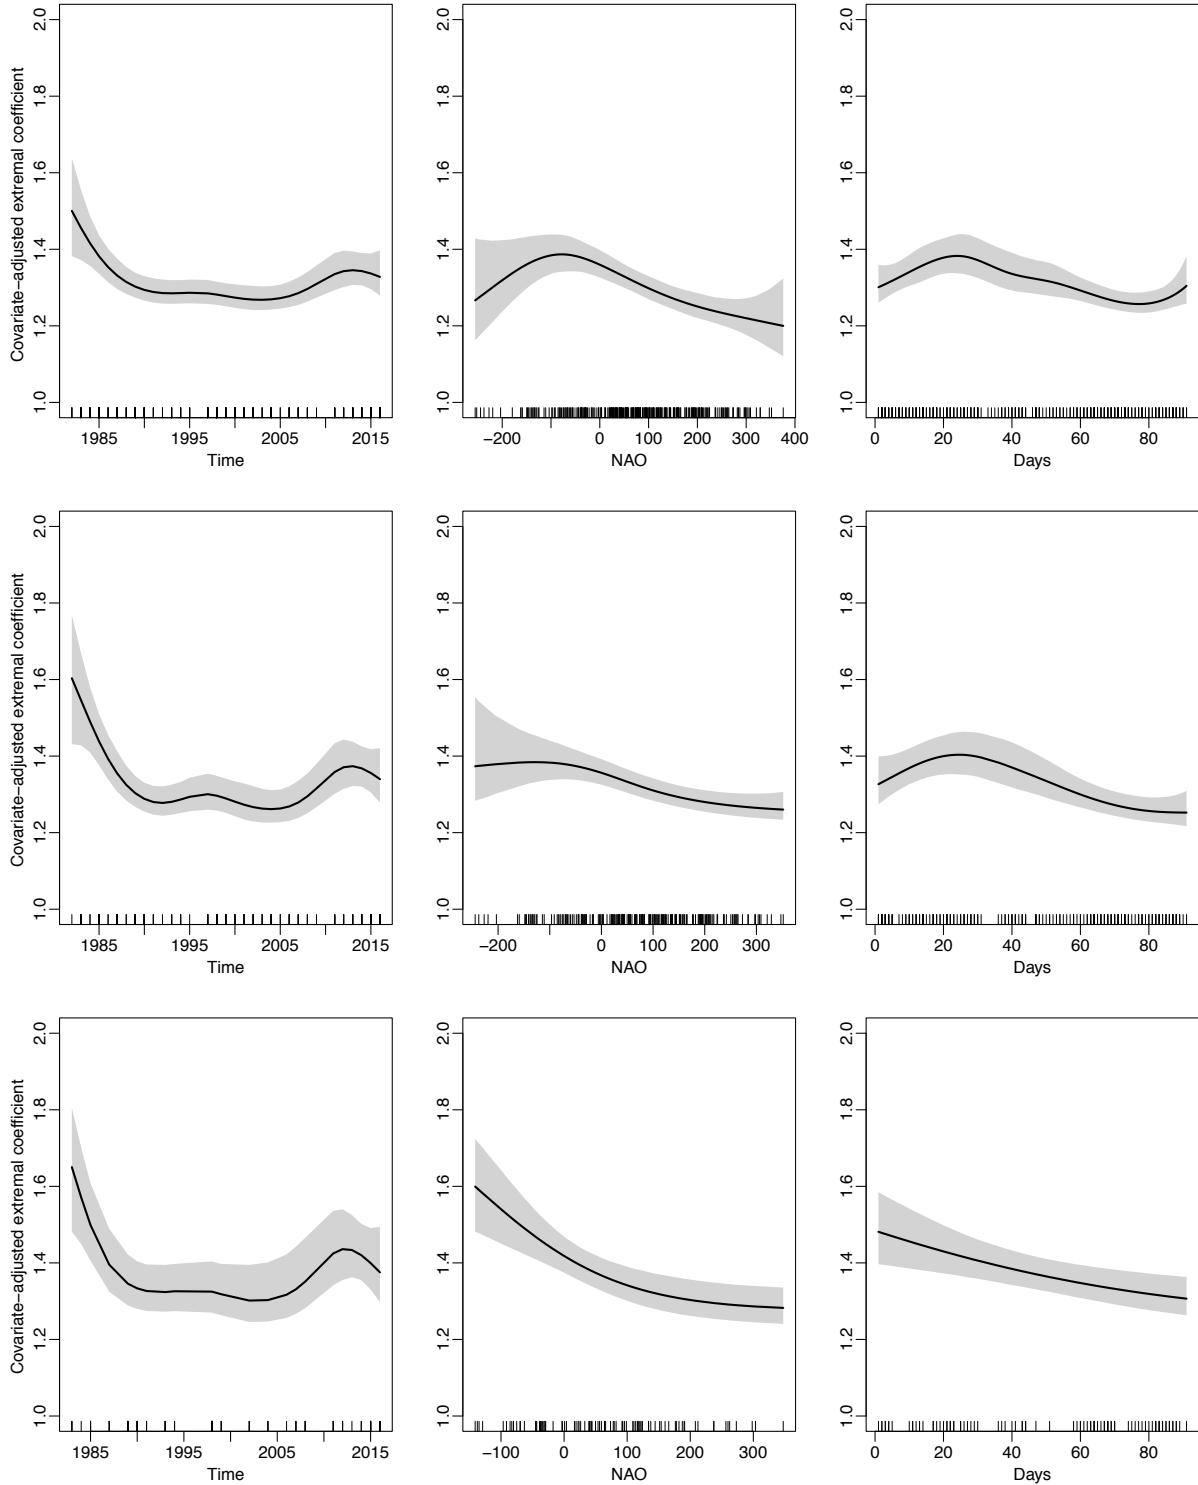 Covariate−adjusted extremal coefficient
1.0 1.2 1.4 1.6 1.8 2.0
1985 1995 2005 2015
Time
1.0 1.2 1.4 1.6 1.8 2.0
−200 0 100 200 300 400
NAO
1.0 1.2 1.4 1.6 1.8 2.0
0 20 40 60 80
Days
Covariate−adjusted extremal coefficient
1.0 1.2 1.4 1.6 1.8 2.0
1985 1995 2005 2015
Time
1.0 1.2 1.4 1.6 1.8 2.0
−200 0 100 200 300
NAO
1.0 1.2 1.4 1.6 1.8 2.0
0 20 40 60 80
Days
Covariate−adjusted extremal coefficient
1.0 1.2 1.4 1.6 1.8 2.0
1985 1995 2005 2015
Time
1.0 1.2 1.4 1.6 1.8 2.0
−100 0 100 200 300
NAO
1.0 1.2 1.4 1.6 1.8 2.0
0 20 40 60 80
Days